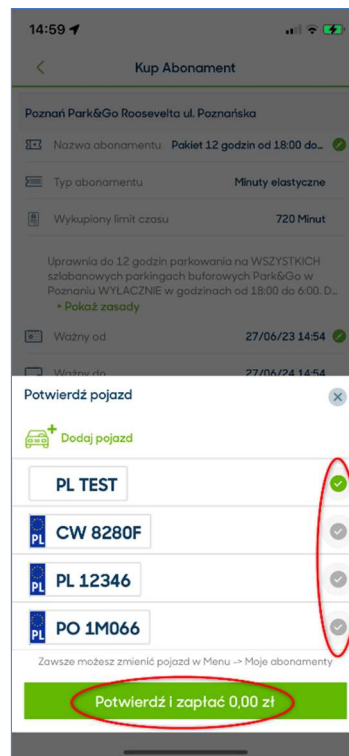 14:59
Kup Abonament
Poznań Park&Go Roosevelta ul. Poznańska
Nazwa abonamentu Pakiet 12 godzin od 18:00 do...
Typ abonamentu Minuty elastyczne
Wykupiony limit czasu 720 Minut
Uprawnia do 12 godzin parkowania na WSZYSTKICH
szlabanowych parkingach buforowych Park&Go w
Poznaniu WYŁACZNIE w godzinach od 18:00 do 6:00. D...
Pokaż zasady
Ważny od 27/06/23 14:54
Ważny do 27/06/24 14:54
Potwierdź pojazd
Dodaj pojazd
PL TEST
PL CW 8280F
PL PL 12346
PL PO 1M066
Zawsze możesz zmienić pojazd w Menu -> Moje abonamenty
Potwierdź i zapłać 0,00 zł